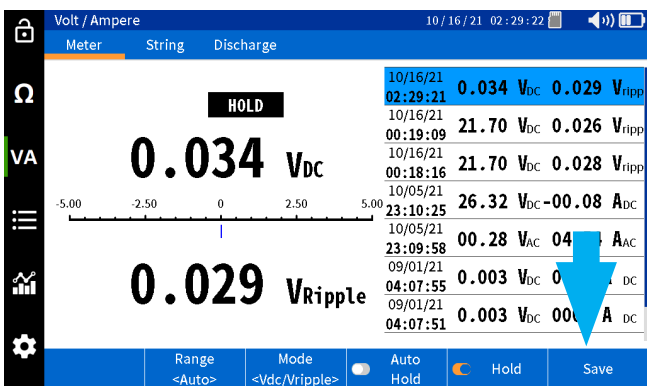 Volt / Ampere 10/16/21 02:29:22
Meter String Discharge
Ω
VA
HOLD
0.034 VDC
-5.00 -2.50 0 2.50 5.00
0.029 VRipple
10/16/21
02:29:21 0.034 VDC 0.029 Vripp
10/16/21
00:19:09 21.70 VDC 0.026 Vripp
10/16/21
00:18:16 21.70 VDC 0.028 Vripp
10/05/21
23:10:25 26.32 VDC -00.08 ADC
10/05/21
23:09:58 00.28 VAC AAC
09/01/21
04:07:55 0.003 VDC DC
09/01/21
04:07:51 0.003 VDC A DC
Range
<Auto>
Mode
<Vdc/Vripple>
Auto
Hold
Hold
Save